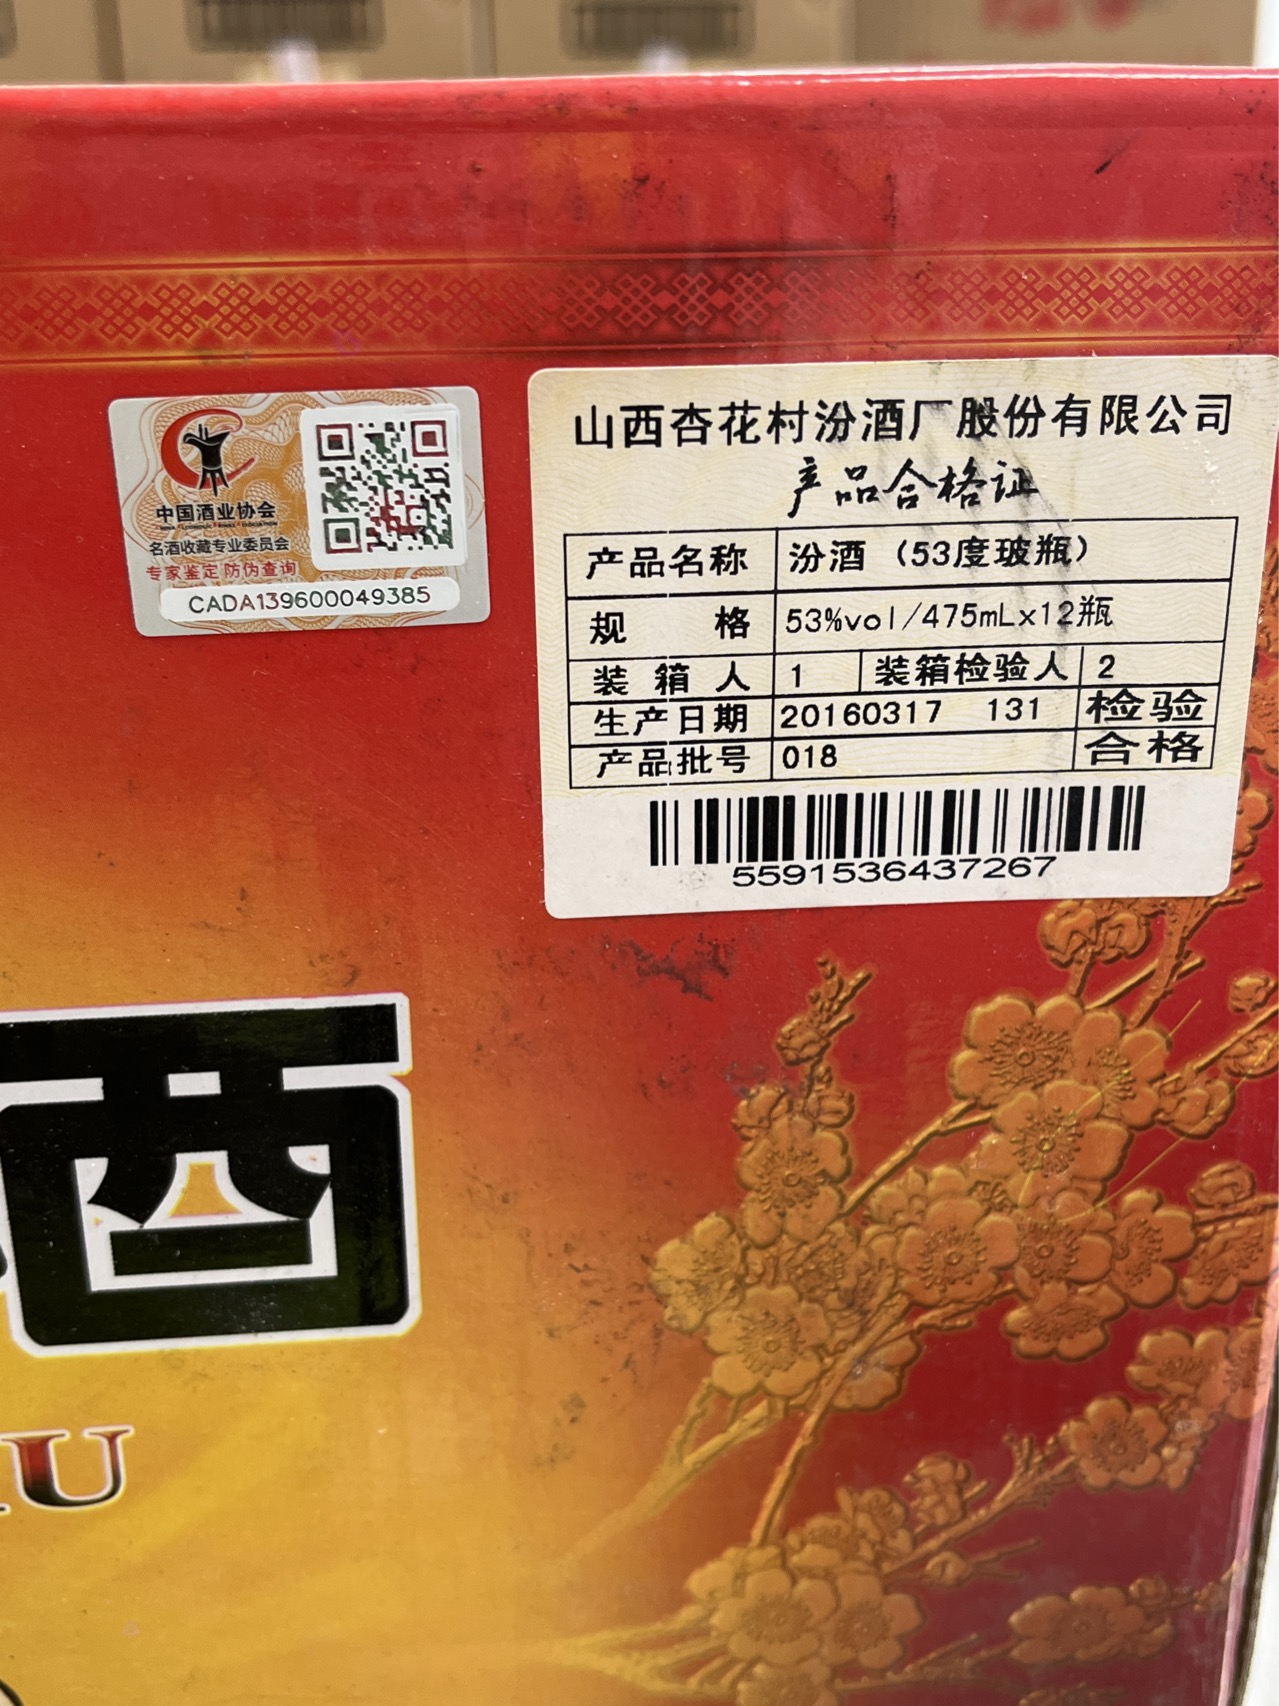 中国酒业协会
名酒收藏专业委员会
专家鉴定 防伪查询
CADA139600049385
山西杏花村汾酒厂股份有限公司
产品合格证
产品名称 汾酒（53度玻瓶）
规 格 53%vol/475mLx12瓶
装 箱 人 1 装箱检验人 2
生产日期 20160317 131 检验
产品批号 018 合格
5591536437267
酒
IU